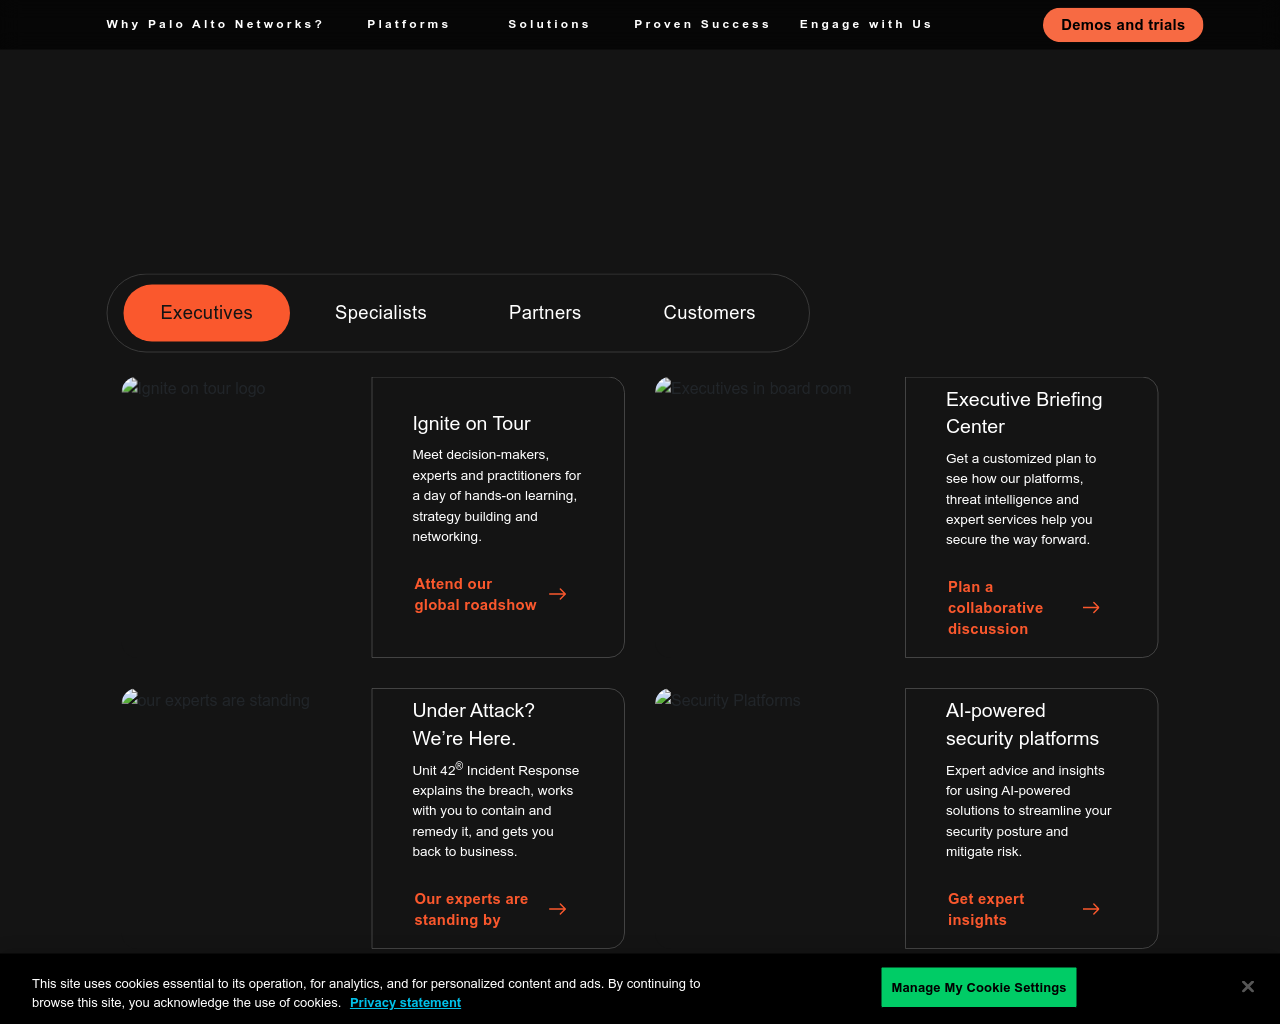 Why Palo Alto Networks?
Platforms
Solutions
Proven Success
Engage with Us
Demos and trials
Executives
Specialists
Partners
Customers
Ignite on tour logo
Ignite on Tour
Meet decision-makers,
experts and practitioners for
a day of hands-on learning,
strategy building and
networking.
Attend our
global roadshow
Executives in board room
Executive Briefing
Center
Get a customized plan to
see how our platforms,
threat intelligence and
expert services help you
secure the way forward.
Plan a
collaborative
discussion
our experts are standing
Under Attack?
We’re Here.
Unit 42® Incident Response
explains the breach, works
with you to contain and
remedy it, and gets you
back to business.
Our experts are
standing by
Security Platforms
AI-powered
security platforms
Expert advice and insights
for using AI-powered
solutions to streamline your
security posture and
mitigate risk.
Get expert
insights
This site uses cookies essential to its operation, for analytics, and for personalized content and ads. By continuing to
browse this site, you acknowledge the use of cookies. Privacy statement
Manage My Cookie Settings